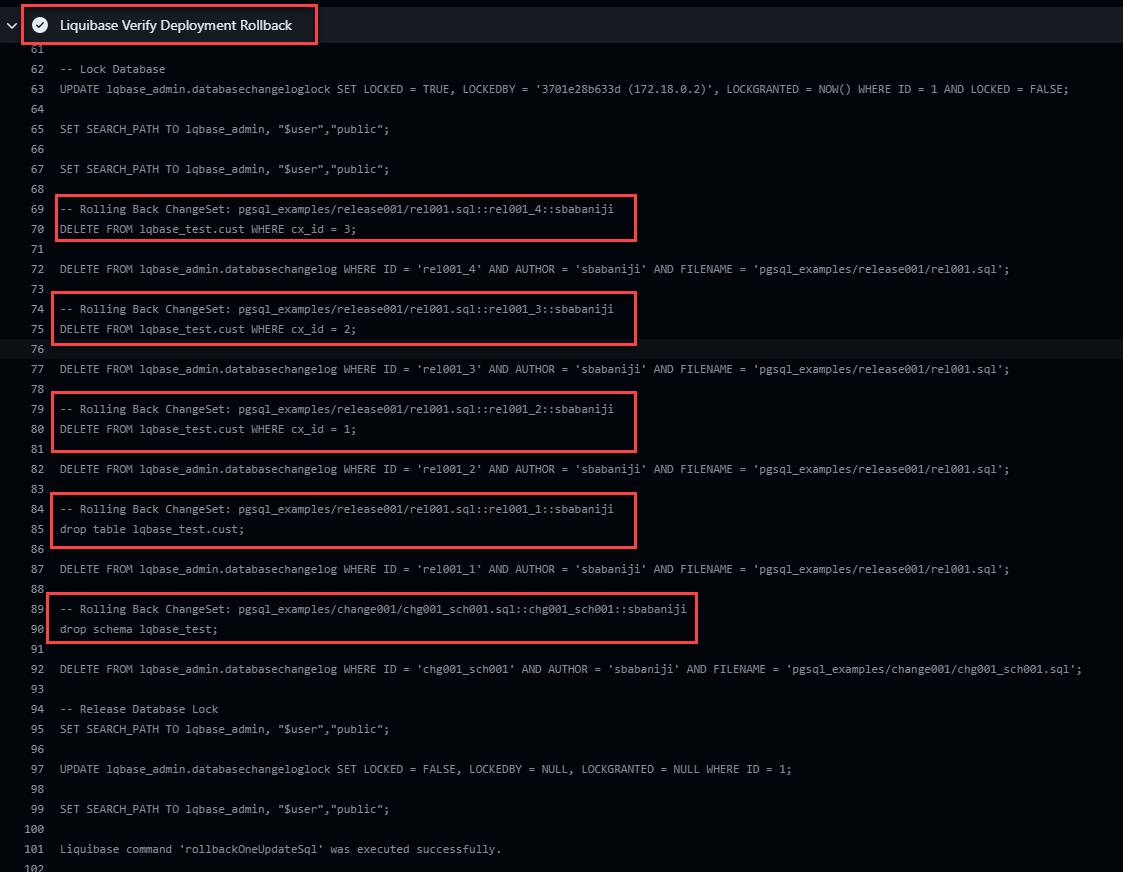 Liquibase Verify Deployment Rollback
61
62 -- Lock Database
63 UPDATE lqbase_admin.databasechangeloglock SET LOCKED = TRUE, LOCKEDBY = '3701e28b633d (172.18.0.2)', LOCKGRANTED = NOW() WHERE ID = 1 AND LOCKED = FALSE;
64
65 SET SEARCH_PATH TO lqbase_admin, "$user","public";
66
67 SET SEARCH_PATH TO lqbase_admin, "$user","public";
68
69 -- Rolling Back ChangeSet: pgsql_examples/release001/rel001.sql::rel001_4::sbabaniji
70 DELETE FROM lqbase_test.cust WHERE cx_id = 3;
71
72 DELETE FROM lqbase_admin.databasechangelog WHERE ID = 'rel001_4' AND AUTHOR = 'sbabaniji' AND FILENAME = 'pgsql_examples/release001/rel001.sql';
73
74 -- Rolling Back ChangeSet: pgsql_examples/release001/rel001.sql::rel001_3::sbabaniji
75 DELETE FROM lqbase_test.cust WHERE cx_id = 2;
76
77 DELETE FROM lqbase_admin.databasechangelog WHERE ID = 'rel001_3' AND AUTHOR = 'sbabaniji' AND FILENAME = 'pgsql_examples/release001/rel001.sql';
78
79 -- Rolling Back ChangeSet: pgsql_examples/release001/rel001.sql::rel001_2::sbabaniji
80 DELETE FROM lqbase_test.cust WHERE cx_id = 1;
81
82 DELETE FROM lqbase_admin.databasechangelog WHERE ID = 'rel001_2' AND AUTHOR = 'sbabaniji' AND FILENAME = 'pgsql_examples/release001/rel001.sql';
83
84 -- Rolling Back ChangeSet: pgsql_examples/release001/rel001.sql::rel001_1::sbabaniji
85 drop table lqbase_test.cust;
86
87 DELETE FROM lqbase_admin.databasechangelog WHERE ID = 'rel001_1' AND AUTHOR = 'sbabaniji' AND FILENAME = 'pgsql_examples/release001/rel001.sql';
88
89 -- Rolling Back ChangeSet: pgsql_examples/change001/chg001_sch001.sql::chg001_sch001::sbabaniji
90 drop schema lqbase_test;
91
92 DELETE FROM lqbase_admin.databasechangelog WHERE ID = 'chg001_sch001' AND AUTHOR = 'sbabaniji' AND FILENAME = 'pgsql_examples/change001/chg001_sch001.sql';
93
94 -- Release Database Lock
95 SET SEARCH_PATH TO lqbase_admin, "$user","public";
96
97 UPDATE lqbase_admin.databasechangeloglock SET LOCKED = FALSE, LOCKEDBY = NULL, LOCKGRANTED = NULL WHERE ID = 1;
98
99 SET SEARCH_PATH TO lqbase_admin, "$user","public";
100
101 Liquibase command 'rollbackOneUpdateSql' was executed successfully.
102